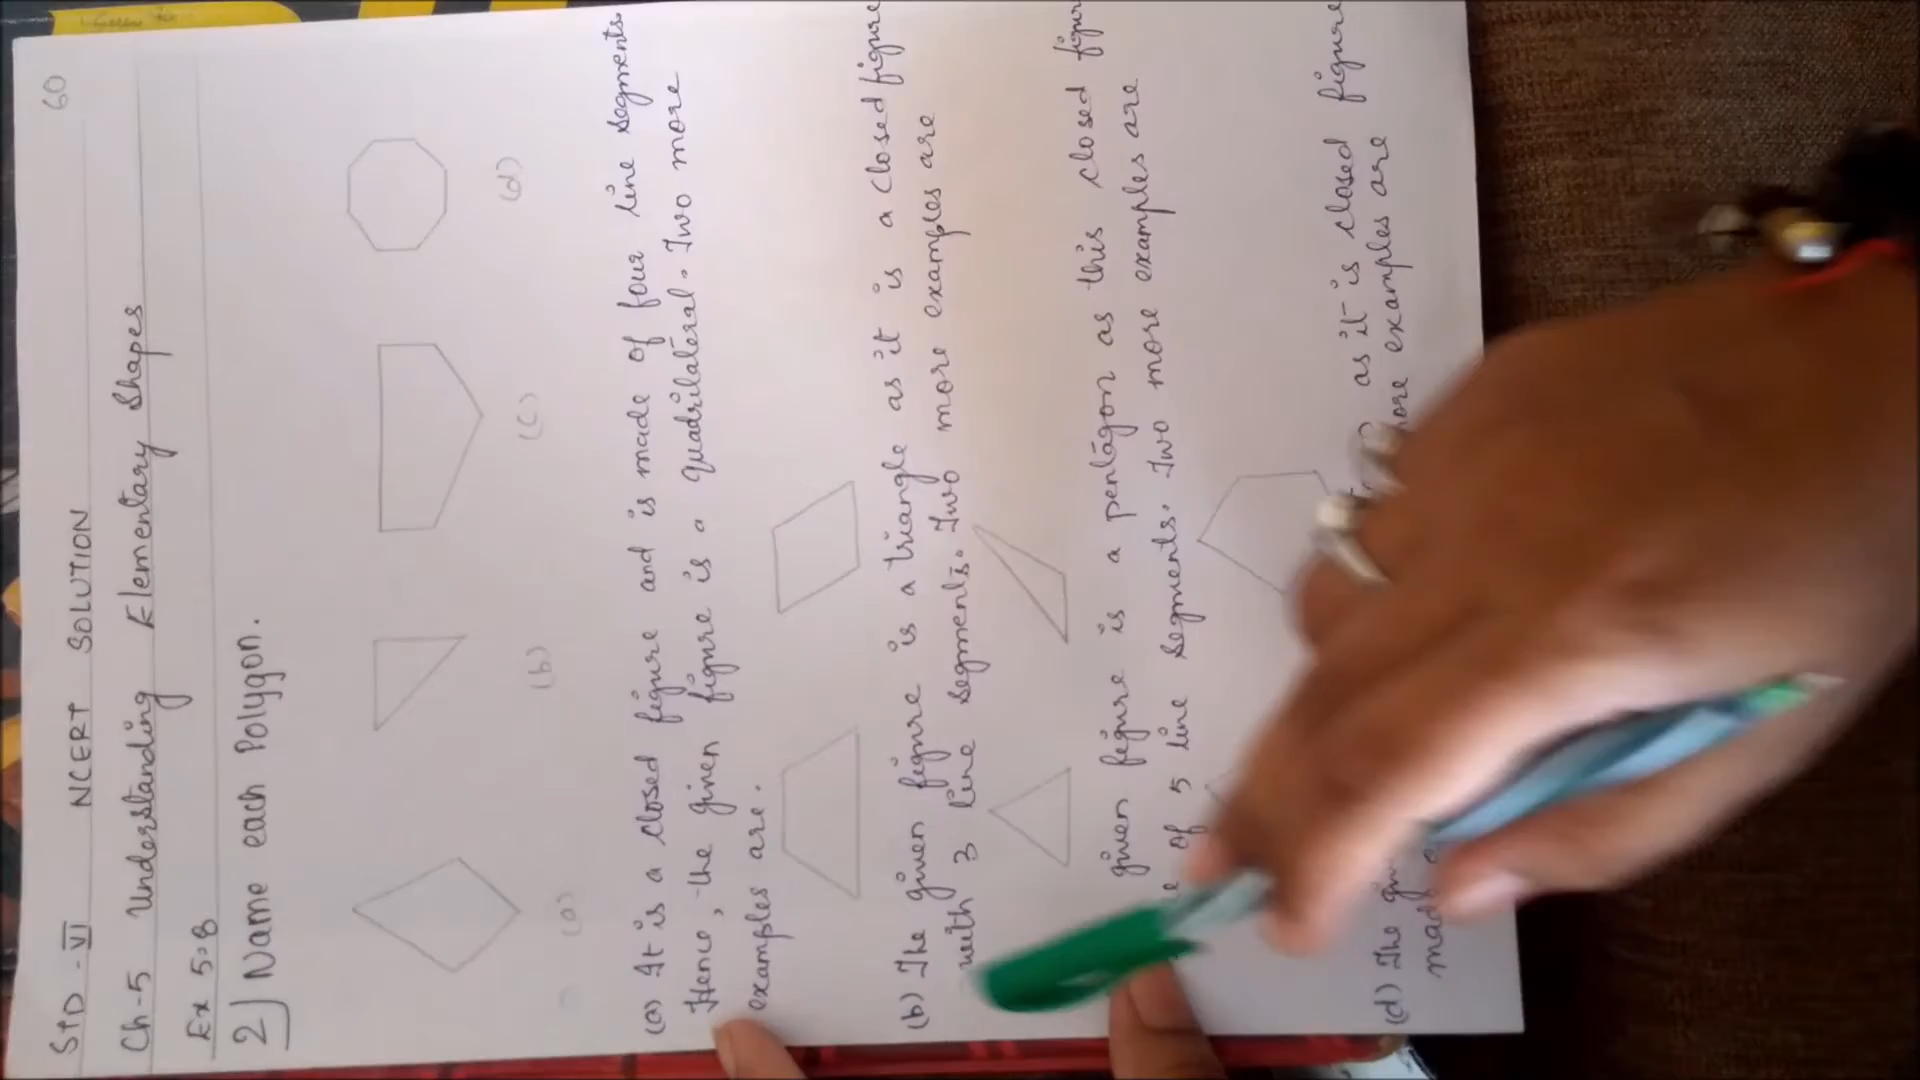 60
STD - VI NCERT SOLUTION
Ch-5 Understanding Elementary Shapes
Ex 5.8
2) Name each Polygon.
(a) (b) (c) (d)
(a) It is a closed figure and is made of four line segments.
Hence, the given figure is a quadrilateral. Two more
examples are.
(b) The given figure is a triangle as it is a closed figure
with 3 line segments. Two more examples are
given figure is a pentagon as this closed
of 5 line segments. Two more examples are
(d) The as it is closed figure
more examples are